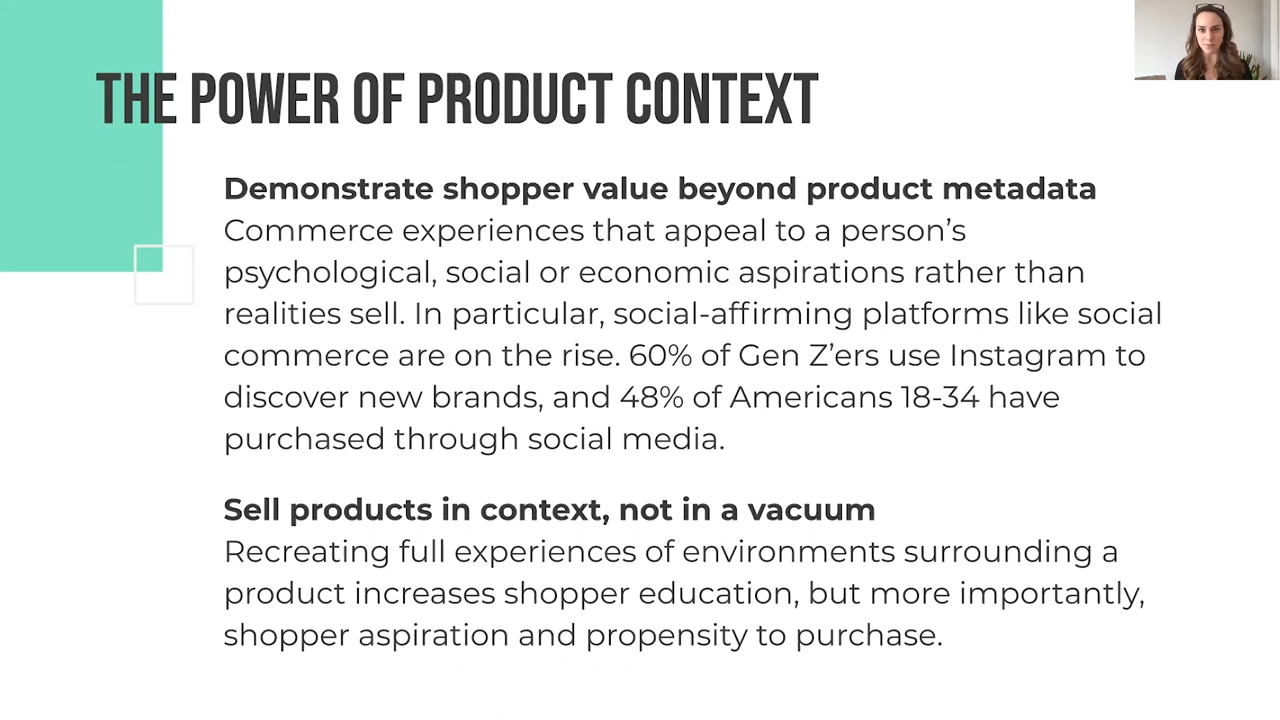 THE POWER OF PRODUCT CONTEXT
Demonstrate shopper value beyond product metadata
Commerce experiences that appeal to a person’s
psychological, social or economic aspirations rather than
realities sell. In particular, social-affirming platforms like social
commerce are on the rise. 60% of Gen Z’ers use Instagram to
discover new brands, and 48% of Americans 18-34 have
purchased through social media.
Sell products in context, not in a vacuum
Recreating full experiences of environments surrounding a
product increases shopper education, but more importantly,
shopper aspiration and propensity to purchase.